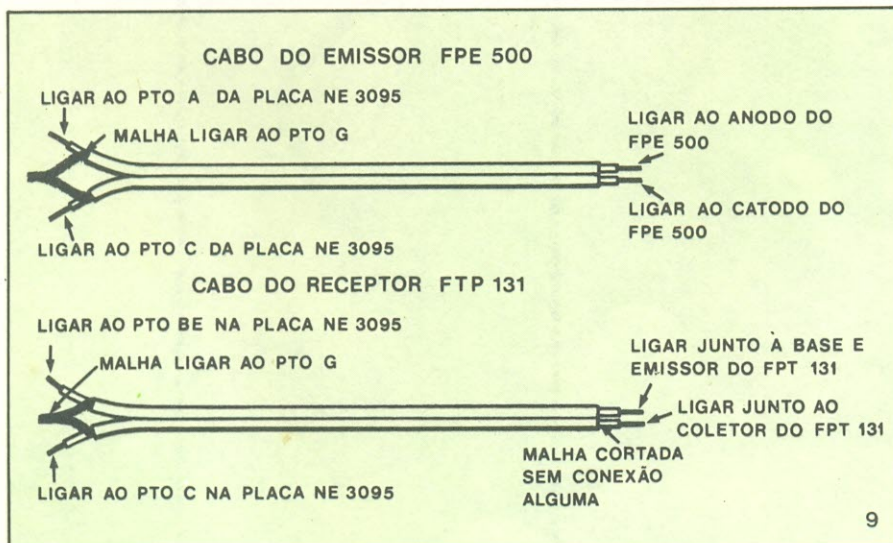 CABO DO EMISSOR FPE 500
LIGAR AO PTO A DA PLACA NE 3095
MALHA LIGAR AO PTO G
LIGAR AO ANODO DO
FPE 500
LIGAR AO CATODO DO
FPE 500
LIGAR AO PTO C DA PLACA NE 3095
CABO DO RECEPTOR FTP 131
LIGAR AO PTO BE NA PLACA NE 3095
MALHA LIGAR AO PTO G
LIGAR JUNTO À BASE E
EMISSOR DO FPT 131
LIGAR JUNTO AO
COLETOR DO FPT 131
MALHA CORTADA
SEM CONEXÃO
ALGUMA
LIGAR AO PTO C NA PLACA NE 3095
9